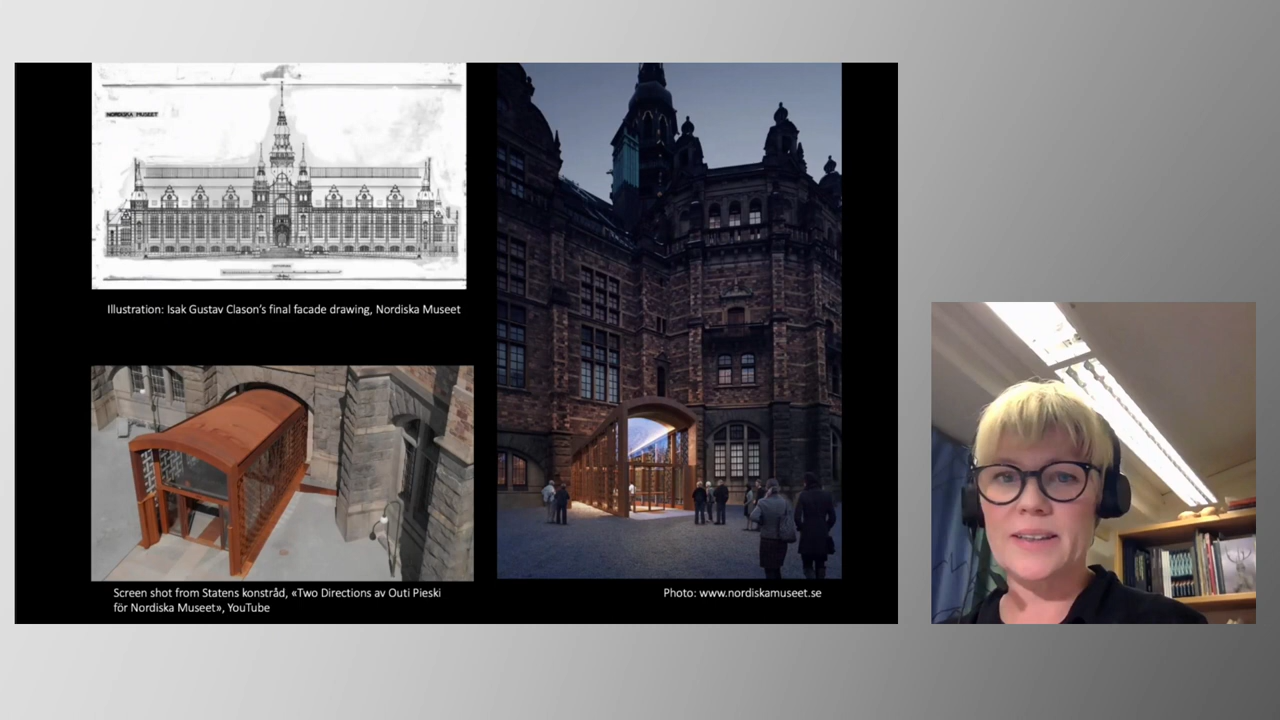 NORDISKA MUSEET
Illustration: Isak Gustav Clason's final facade drawing, Nordiska Museet
Screen shot from Statens konstråd, «Two Directions av Outi Pieski
för Nordiska Museet», YouTube
Photo: www.nordiskamuseet.se